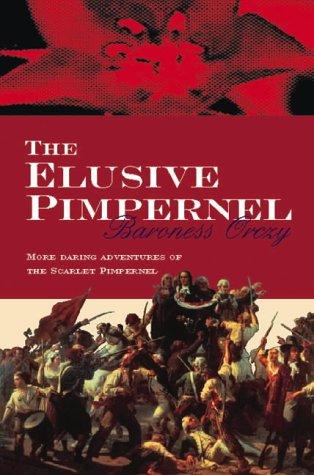 THE
ELUSIVE
PIMPERNEL
Baroness Orczy
MORE DARING ADVENTURES OF
THE SCARLET PIMPERNEL